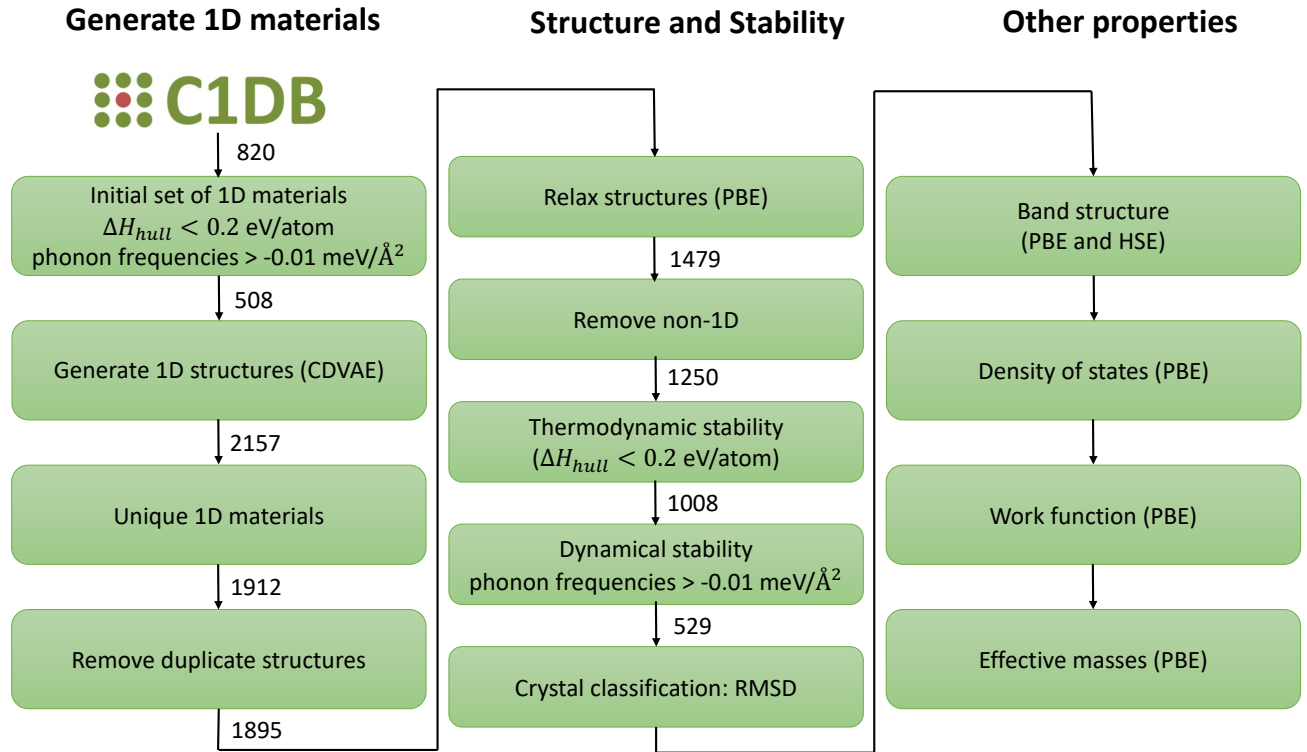 Generate 1D materials
C1DB
820
Initial set of 1D materials
Δ𝐻ℎ𝑢𝑙𝑙 < 0.2 eV/atom
phonon frequencies > -0.01 meV/Å²
508
Generate 1D structures (CDVAE)
2157
Unique 1D materials
1912
Remove duplicate structures
1895
Structure and Stability
Relax structures (PBE)
1479
Remove non-1D
1250
Thermodynamic stability
(Δ𝐻ℎ𝑢𝑙𝑙 < 0.2 eV/atom)
1008
Dynamical stability
phonon frequencies > -0.01 meV/Å²
529
Crystal classification: RMSD
Other properties
Band structure
(PBE and HSE)
Density of states (PBE)
Work function (PBE)
Effective masses (PBE)